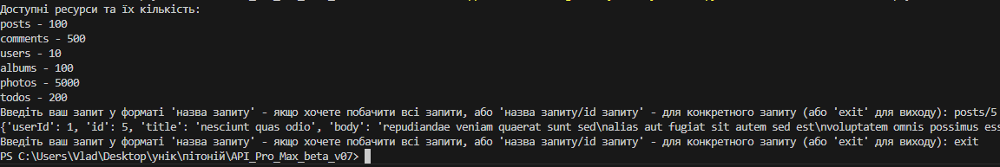 Доступні ресурси та їх кількість:
posts - 100
comments - 500
users - 10
albums - 100
photos - 5000
todos - 200
Введіть ваш запит у форматі 'назва запиту' - якщо хочете побачити всі запити, або 'назва запиту/id запиту' - для конкретного запиту (або 'exit' для виходу): posts/5
{'userId': 1, 'id': 5, 'title': 'nesciunt quas odio', 'body': 'repudiandae veniam quaerat sunt sed\nalias aut fugiat sit autem sed est\nvoluptatem omnis possimus ess
Введіть ваш запит у форматі 'назва запиту' - якщо хочете побачити всі запити, або 'назва запиту/id запиту' - для конкретного запиту (або 'exit' для виходу): exit
PS C:\Users\Vlad\Desktop\унік\пітоній\API_Pro_Max_beta_v07>